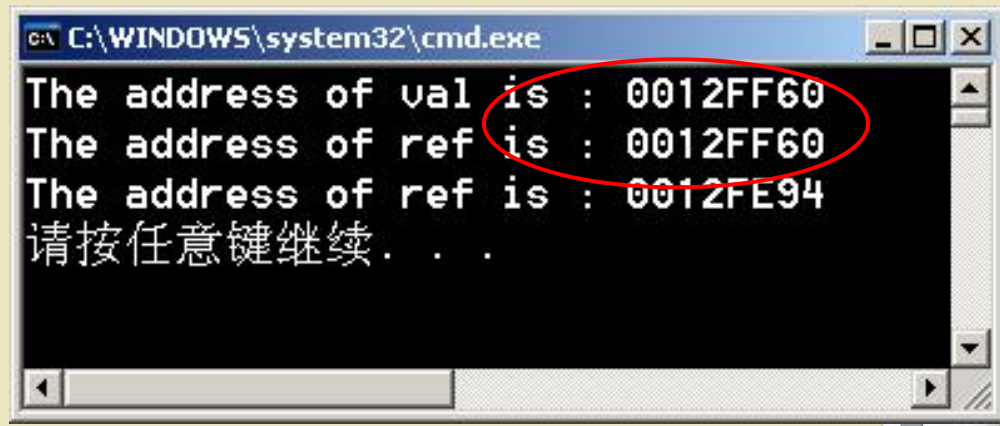 C:\WINDOWS\system32\cmd.exe
The address of val is : 0012FF60
The address of ref is : 0012FF60
The address of ref is : 0012FE94
请按任意键继续. . .